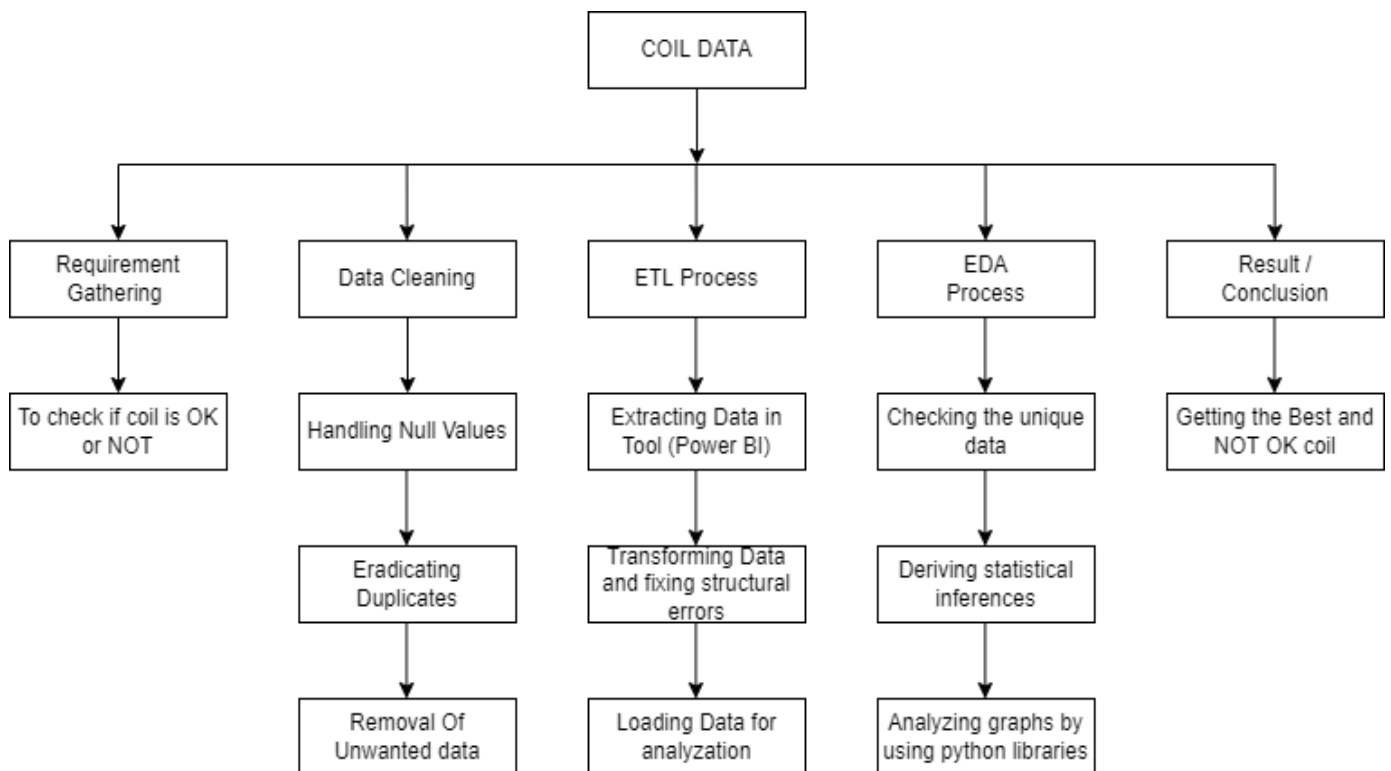 COIL DATA
Requirement
Gathering
Data Cleaning
ETL Process
EDA
Process
Result /
Conclusion
To check if coil is OK
or NOT
Handling Null Values
Extracting Data in
Tool (Power BI)
Checking the unique
data
Getting the Best and
NOT OK coil
Eradicating
Duplicates
Transforming Data
and fixing structural
errors
Deriving statistical
inferences
Removal Of
Unwanted data
Loading Data for
analyzation
Analyzing graphs by
using python libraries